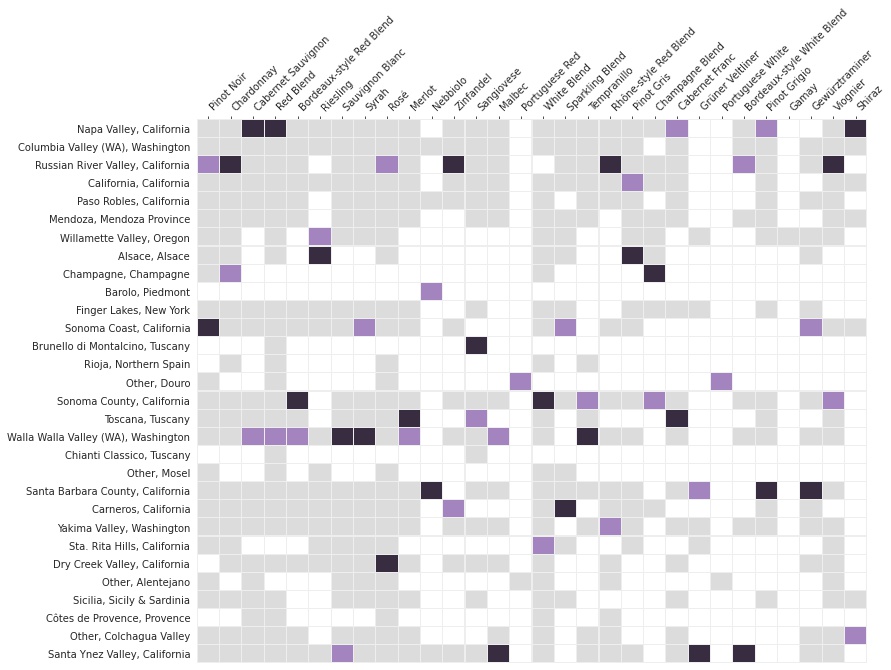 Pinot Noir
Chardonnay
Cabernet Sauvignon
Red Blend
Bordeaux-style Red Blend
Riesling
Sauvignon Blanc
Syrah
Rosé
Merlot
Nebbiolo
Zinfandel
Sangiovese
Malbec
Portuguese Red
White Blend
Sparkling Blend
Tempranillo
Rhône-style Red Blend
Pinot Gris
Champagne Blend
Cabernet Franc
Grüner Veltliner
Portuguese White
Bordeaux-style White Blend
Pinot Grigio
Gamay
Gewürztraminer
Viognier
Shiraz
Napa Valley, California
Columbia Valley (WA), Washington
Russian River Valley, California
California, California
Paso Robles, California
Mendoza, Mendoza Province
Willamette Valley, Oregon
Alsace, Alsace
Champagne, Champagne
Barolo, Piedmont
Finger Lakes, New York
Sonoma Coast, California
Brunello di Montalcino, Tuscany
Rioja, Northern Spain
Other, Douro
Sonoma County, California
Toscana, Tuscany
Walla Walla Valley (WA), Washington
Chianti Classico, Tuscany
Other, Mosel
Santa Barbara County, California
Carneros, California
Yakima Valley, Washington
Sta. Rita Hills, California
Dry Creek Valley, California
Other, Alentejano
Sicilia, Sicily & Sardinia
Côtes de Provence, Provence
Other, Colchagua Valley
Santa Ynez Valley, California